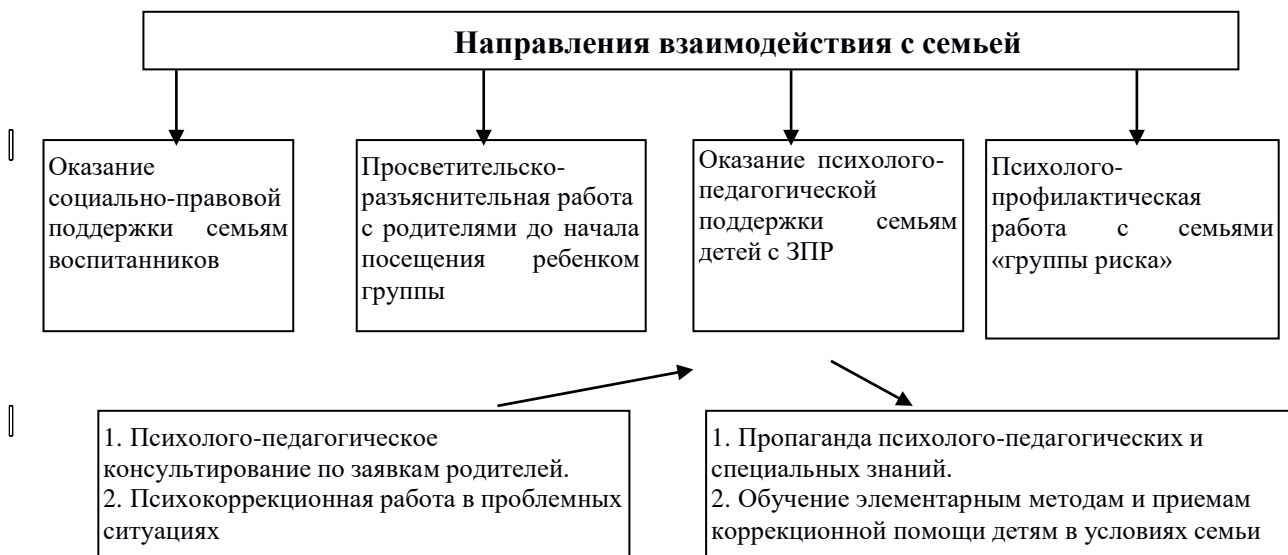 Направления взаимодействия с семьей
Оказание
социально-правовой
поддержки семьям
воспитанников
Просветительско-
разъяснительная работа
с родителями до начала
посещения ребенком
группы
Оказание психолого-
педагогической
поддержки семьям
детей с ЗПР
Психолого-
профилактическая
работа с семьями
«группы риска»
1. Психолого-педагогическое
консультирование по заявкам родителей.
2. Психокоррекционная работа в проблемных
ситуациях
1. Пропаганда психолого-педагогических и
специальных знаний.
2. Обучение элементарным методам и приемам
коррекционной помощи детям в условиях семьи